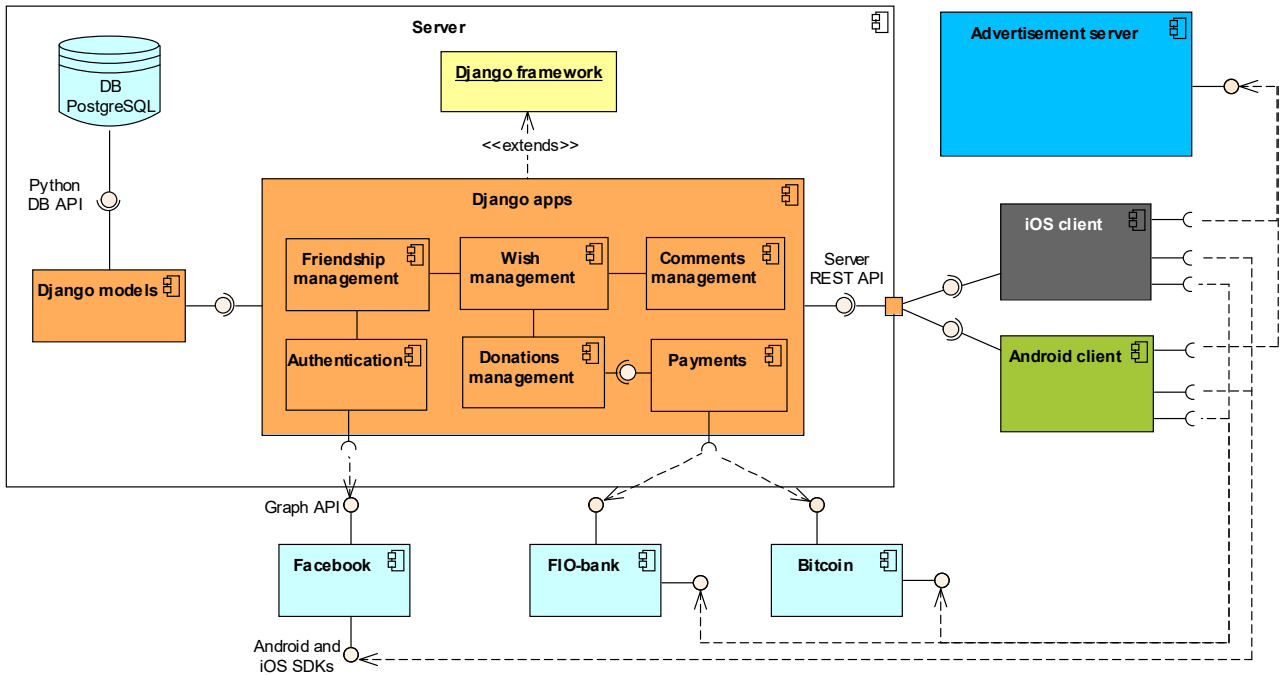 Server
Advertisement server
DB
PostgreSQL
Django framework
<<extends>>
Python
DB API
Django apps
Friendship
management
Wish
management
Comments
management
Server
REST API
iOS client
Django models
Authentication
Donations
management
Payments
Android client
Graph API
Facebook
FIO-bank
Bitcoin
Android and
iOS SDKs